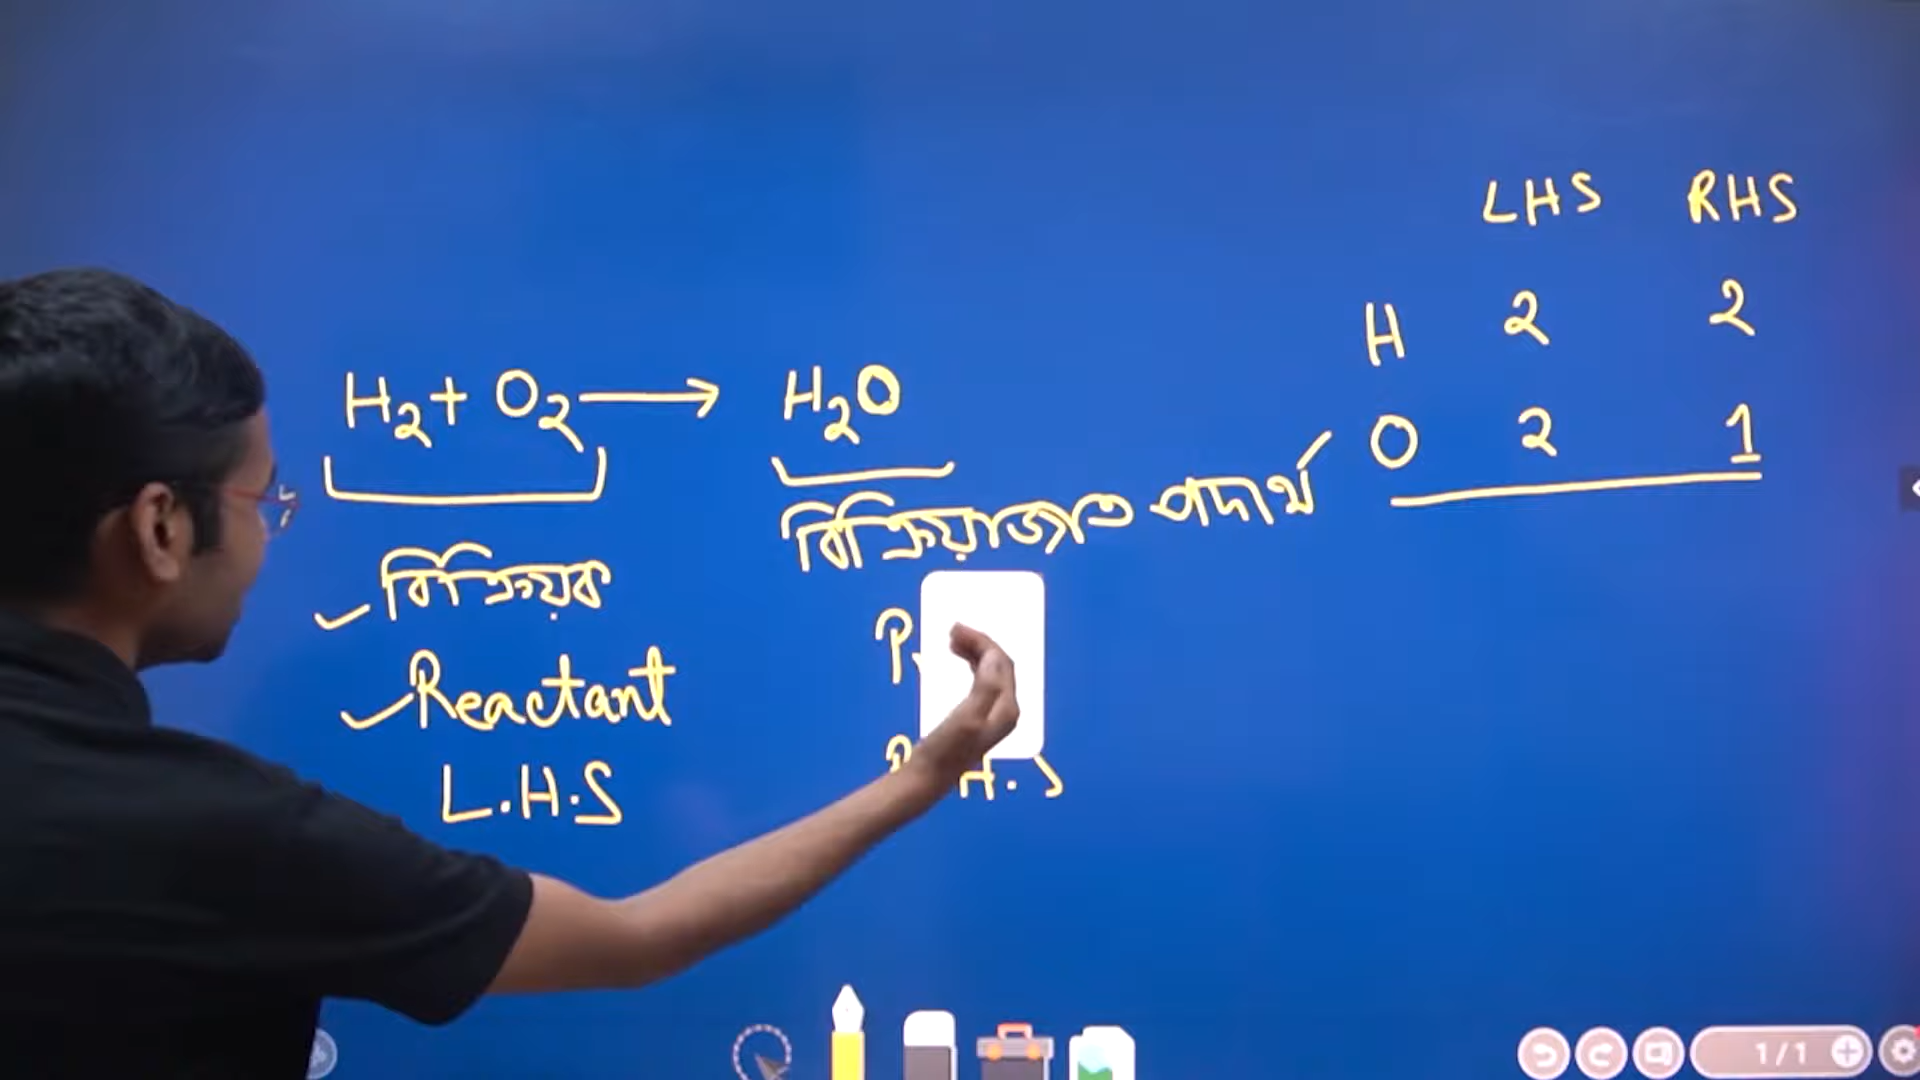 LHS RHS
H 2 2
O 2 1
H₂ + O₂ → H₂O
বিক্রিয়ক
বিক্রিয়াজাত পদার্থ
Reactant
L.H.S
1/1